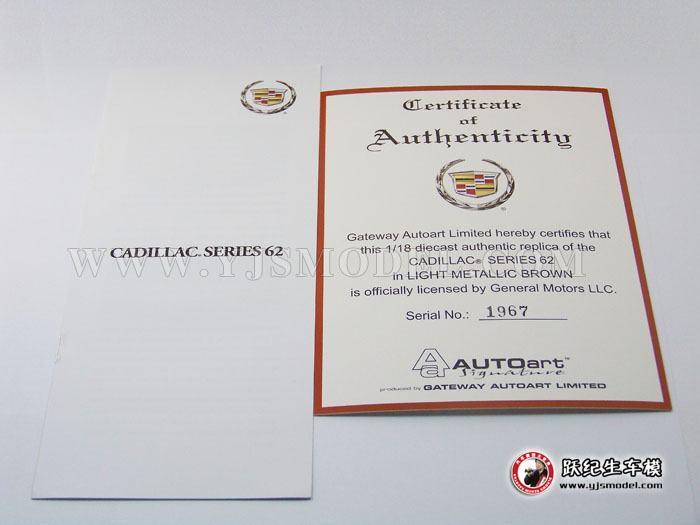 CADILLAC® SERIES 62
Certificate
of
Authenticity
®
Gateway Autoart Limited hereby certifies that
this 1/18 diecast authentic replica of the
CADILLAC® SERIES 62
in LIGHT METALLIC BROWN
is officially licensed by General Motors LLC.
Serial No.: 1967
Aa AUTOart™
Signature
produced by GATEWAY AUTOART LIMITED
WWW.YJSMODEL.COM
跃纪生车模
www.yjsmodel.com